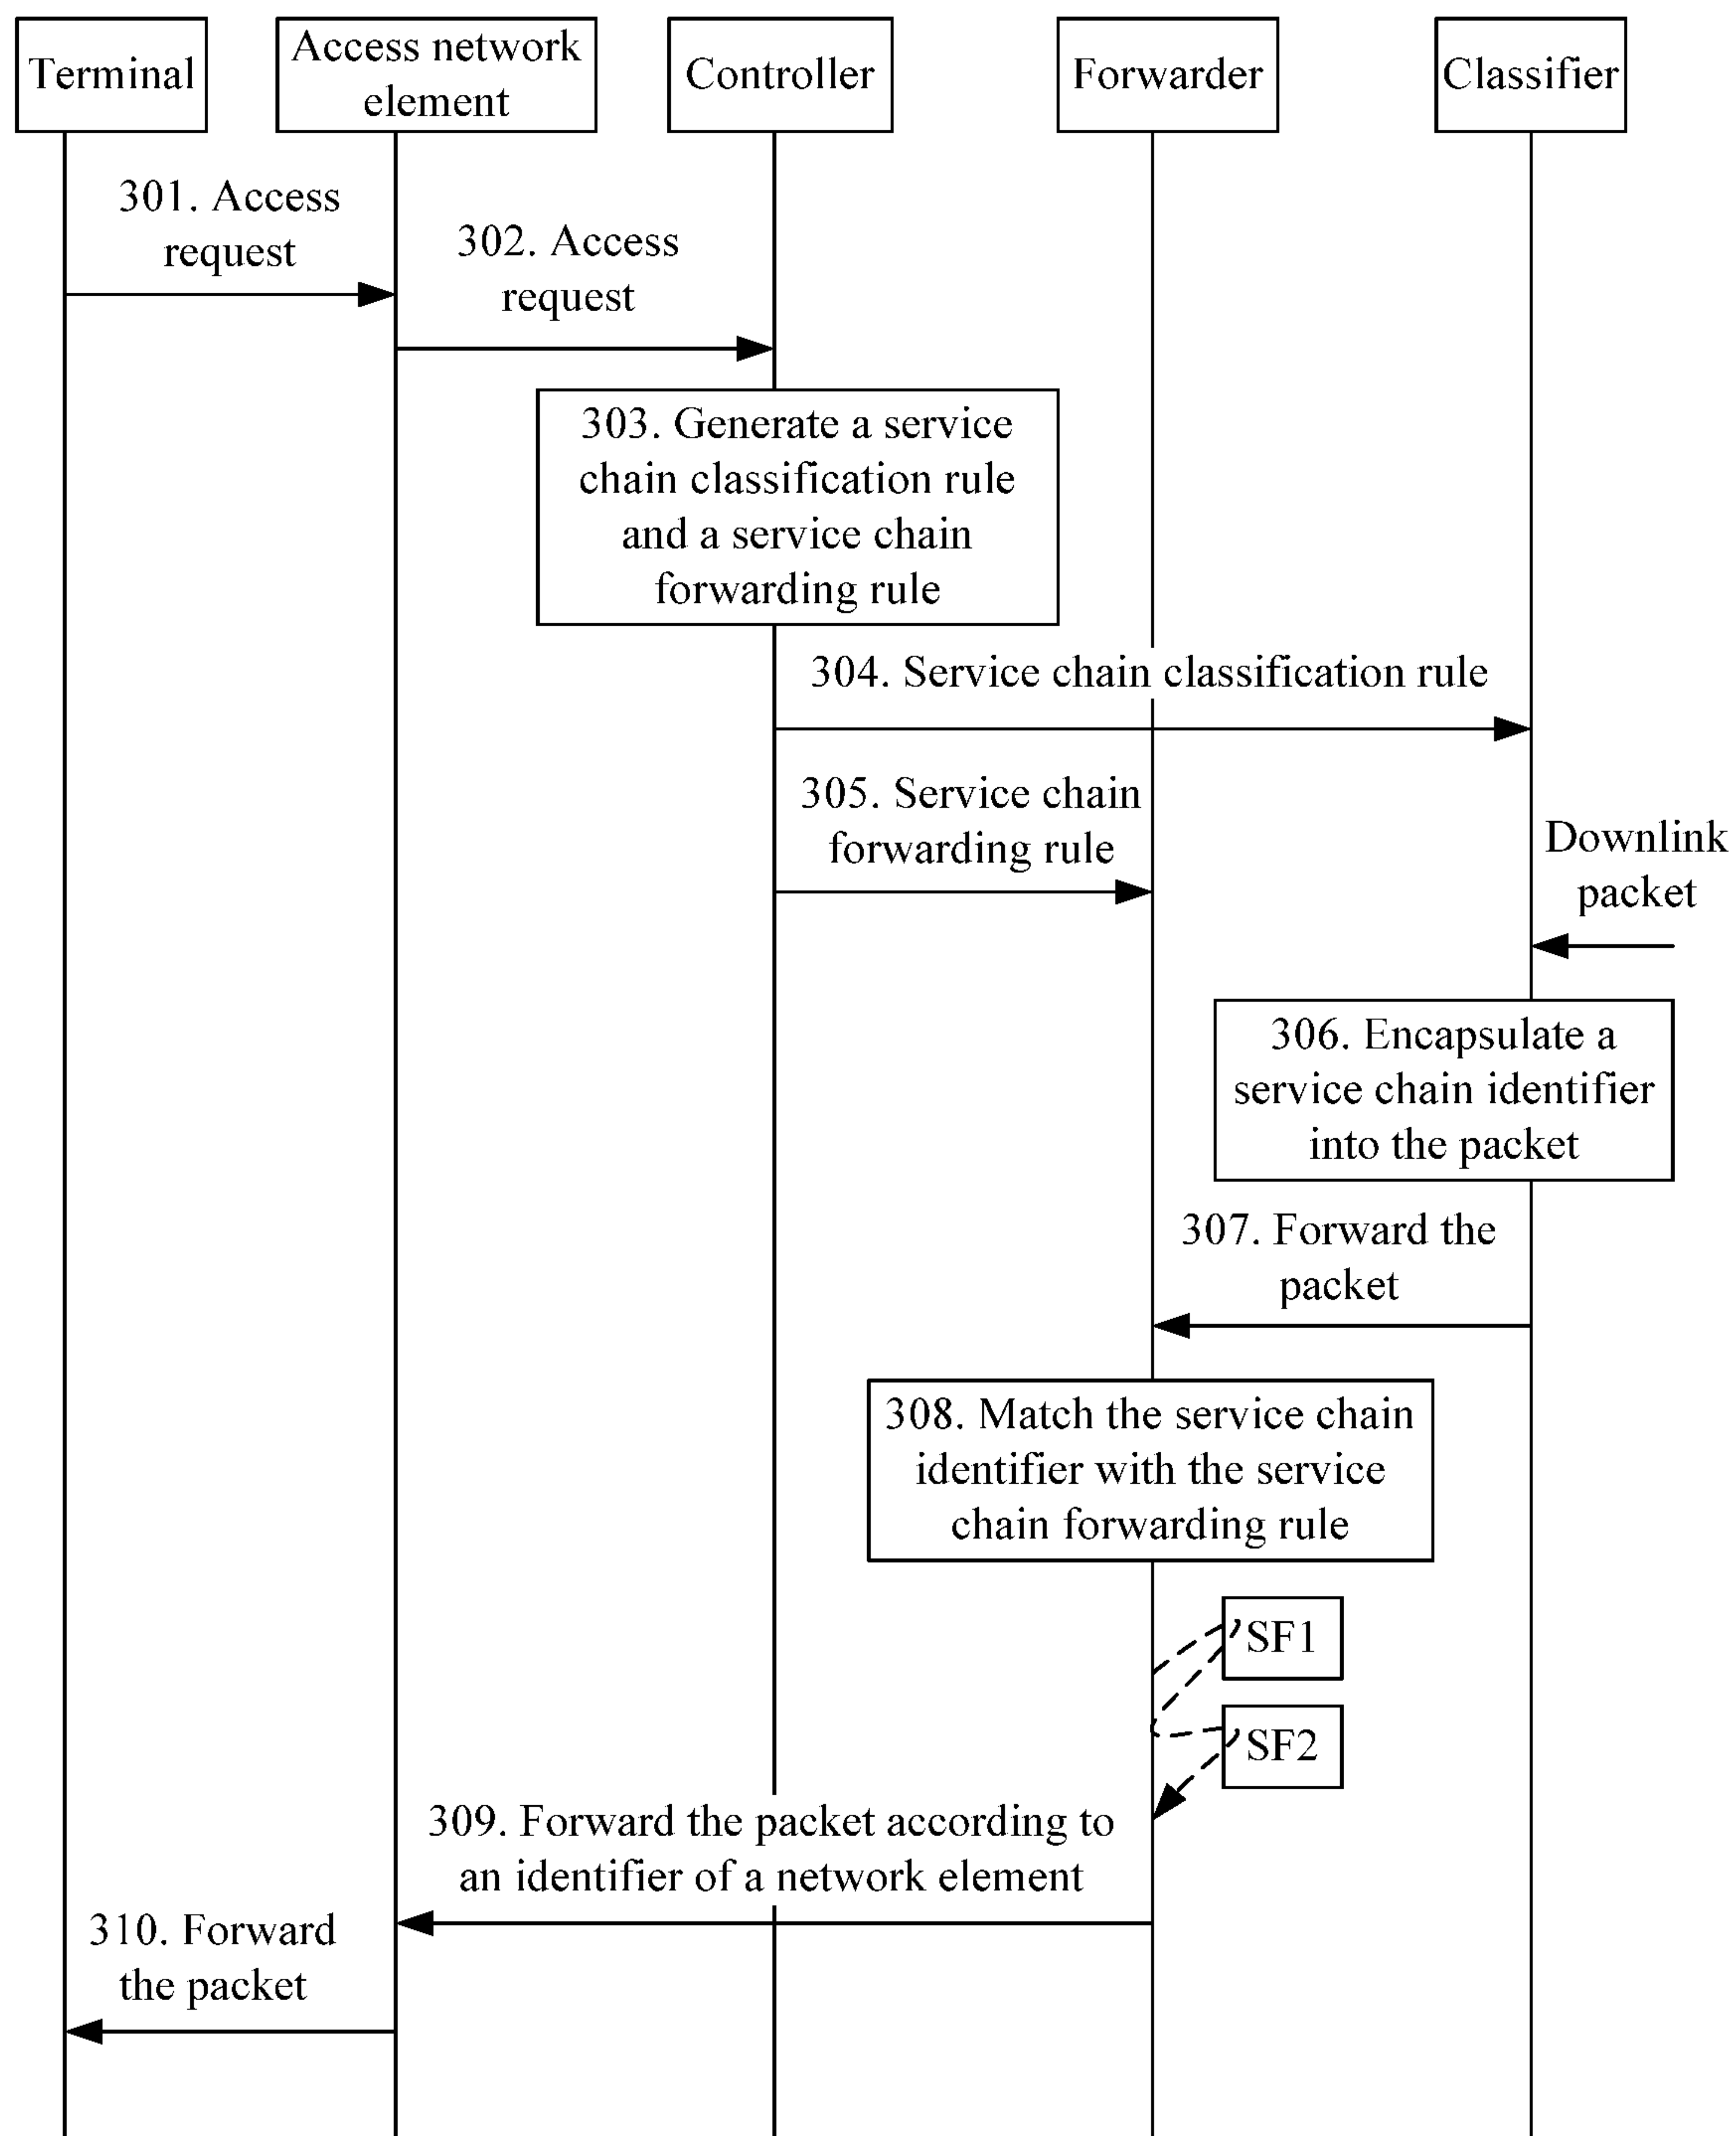 Terminal
Access network
element
Controller
Forwarder
Classifier
301. Access
request
302. Access
request
303. Generate a service
chain classification rule
and a service chain
forwarding rule
304. Service chain classification rule
305. Service chain
forwarding rule
Downlink
packet
306. Encapsulate a
service chain identifier
into the packet
307. Forward the
packet
308. Match the service chain
identifier with the service
chain forwarding rule
SF1
SF2
309. Forward the packet according to
an identifier of a network element
310. Forward
the packet